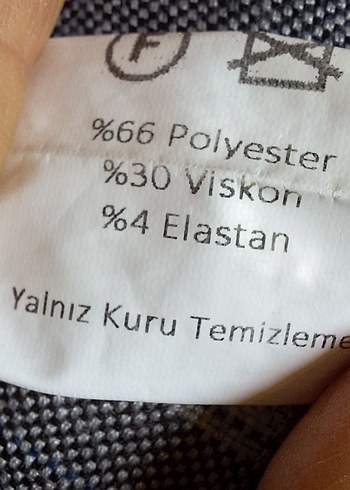 F
%66 Polyester
%30 Viskon
%4 Elastan
Yalnız Kuru Temizleme